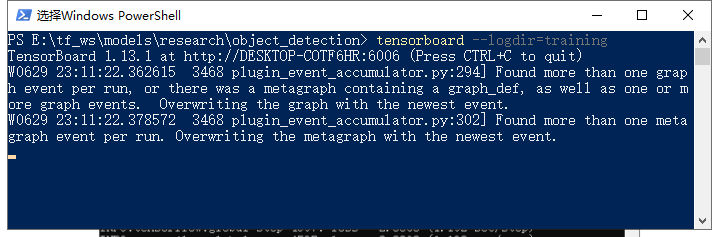 选择Windows PowerShell
PS E:\tf_ws\models\research\object_detection> tensorboard --logdir=training
TensorBoard 1.13.1 at http://DESKTOP-COTF6HR:6006 (Press CTRL+C to quit)
W0629 23:11:22.362615  3468 plugin_event_accumulator.py:294] Found more than one grap
h event per run, or there was a metagraph containing a graph_def, as well as one or m
ore graph events.  Overwriting the graph with the newest event.
W0629 23:11:22.378572  3468 plugin_event_accumulator.py:302] Found more than one meta
graph event per run. Overwriting the metagraph with the newest event.